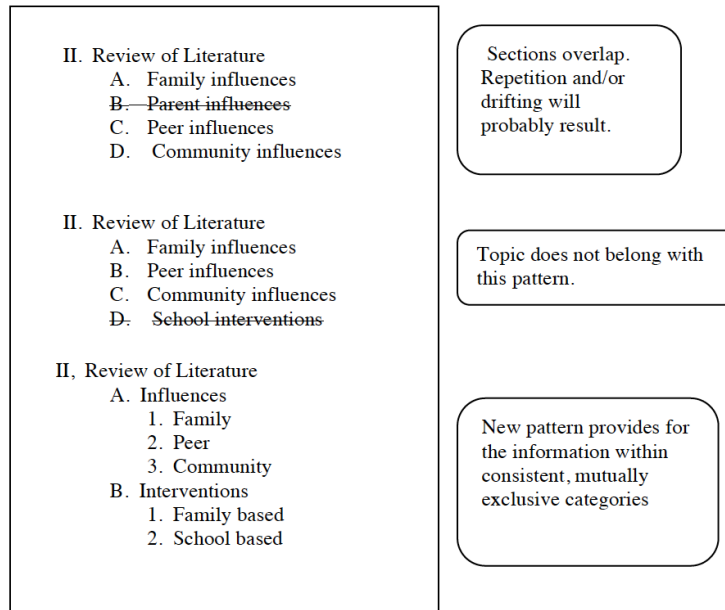 II. Review of Literature
A. Family influences
B. Parent influences
C. Peer influences
D. Community influences
Sections overlap.
Repetition and/or
drifting will
probably result.
II. Review of Literature
A. Family influences
B. Peer influences
C. Community influences
D. School interventions
Topic does not belong with
this pattern.
II, Review of Literature
A. Influences
1. Family
2. Peer
3. Community
B. Interventions
1. Family based
2. School based
New pattern provides for
the information within
consistent, mutually
exclusive categories